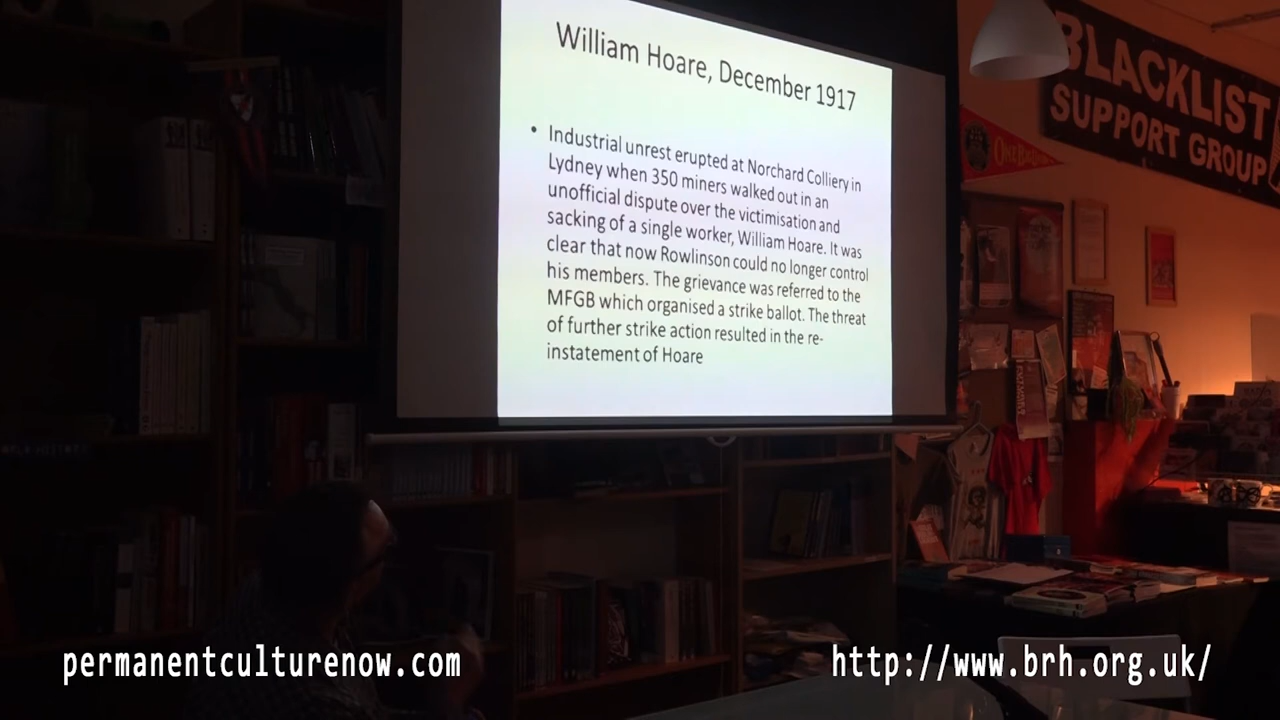 William Hoare, December 1917
• Industrial unrest erupted at Norchard Colliery in
Lydney when 350 miners walked out in an
unofficial dispute over the victimisation and
sacking of a single worker, William Hoare. It was
clear that now Rowlinson could no longer control
his members. The grievance was referred to the
MFGB which organised a strike ballot. The threat
of further strike action resulted in the re-
instatement of Hoare
BLACKLIST
SUPPORT GROUP
permanentculturenow.com
http://www.brh.org.uk/